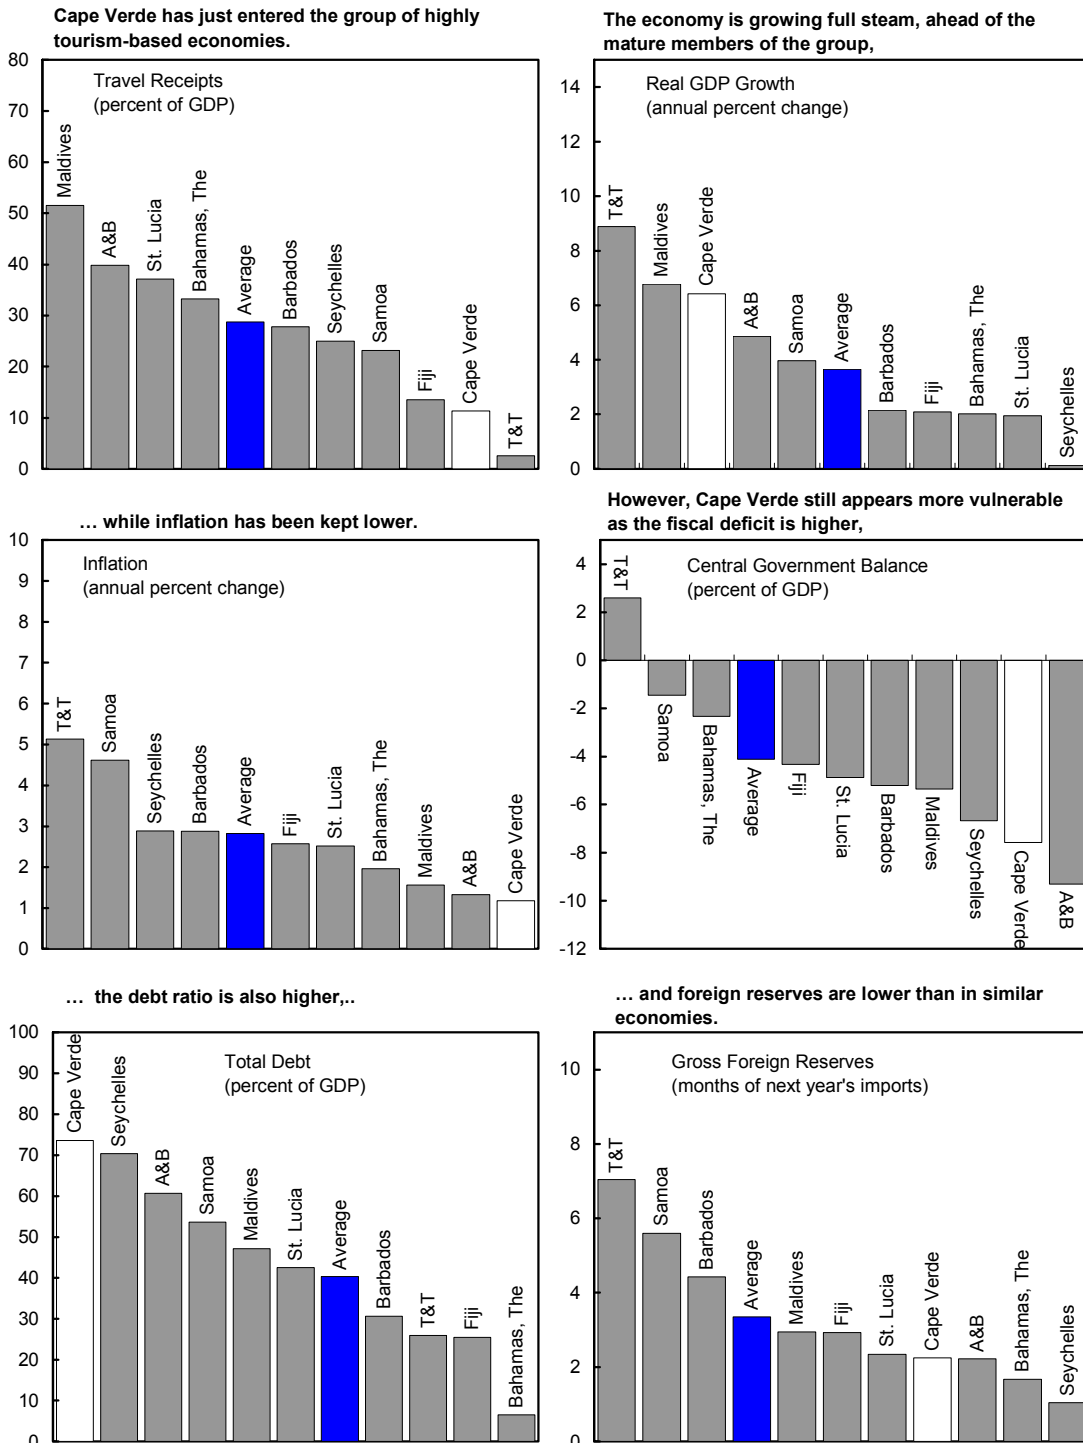 Cape Verde has just entered the group of highly
tourism-based economies.
80
70
60
50
40
30
20
10
0
Travel Receipts
(percent of GDP)
Maldives
A&B
St. Lucia
Bahamas, The
Average
Barbados
Seychelles
Samoa
Fiji
Cape Verde
T&T
The economy is growing full steam, ahead of the
mature members of the group,
14
12
10
8
6
4
2
0
Real GDP Growth
(annual percent change)
T&T
Maldives
Cape Verde
A&B
Samoa
Average
Barbados
Fiji
Bahamas, The
St. Lucia
Seychelles
… while inflation has been kept lower.
10
9
8
7
6
5
4
3
2
1
0
Inflation
(annual percent change)
T&T
Samoa
Seychelles
Barbados
Average
Fiji
St. Lucia
Bahamas, The
Maldives
A&B
Cape Verde
However, Cape Verde still appears more vulnerable
as the fiscal deficit is higher,
4
2
0
-2
-4
-6
-8
-10
-12
Central Government Balance
(percent of GDP)
T&T
Samoa
Bahamas, The
Average
Fiji
St. Lucia
Barbados
Maldives
Seychelles
Cape Verde
A&B
… the debt ratio is also higher,..
100
90
80
70
60
50
40
30
20
10
0
Total Debt
(percent of GDP)
Cape Verde
Seychelles
A&B
Samoa
Maldives
St. Lucia
Average
Barbados
T&T
Fiji
Bahamas, The
… and foreign reserves are lower than in similar
economies.
10
8
6
4
2
0
Gross Foreign Reserves
(months of next year's imports)
T&T
Samoa
Barbados
Average
Maldives
Fiji
St. Lucia
Cape Verde
A&B
Bahamas, The
Seychelles